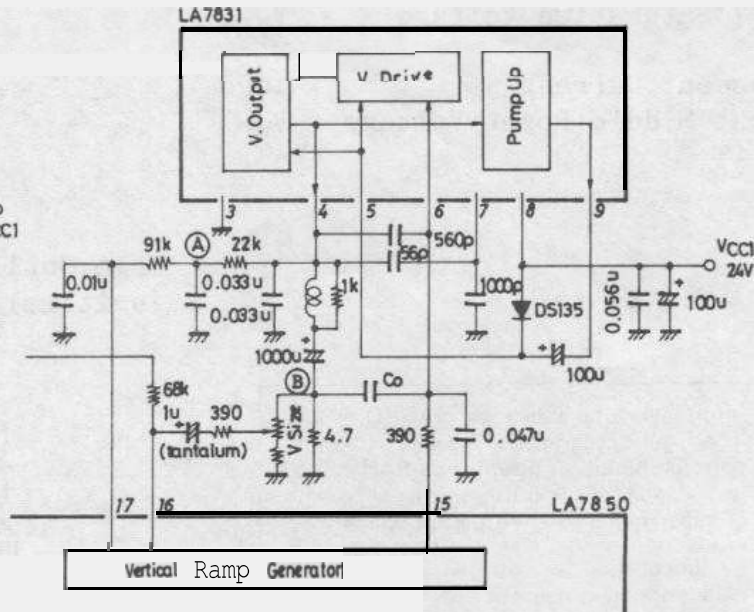 LA7831
V. Output
V. Drive
Pump Up
3
4
5
6
7
8
9
CC1
91k
A
22k
560p
56p
VCC1
24V
0.01u
0.033u
0.033u
1k
1000p
DS135
0.056u
100u
1000u
100u
B
Co
68k
1u
390
(tantalum)
V Size
4.7
390
0.047u
17
16
15
LA7850
Vertical Ramp Generator